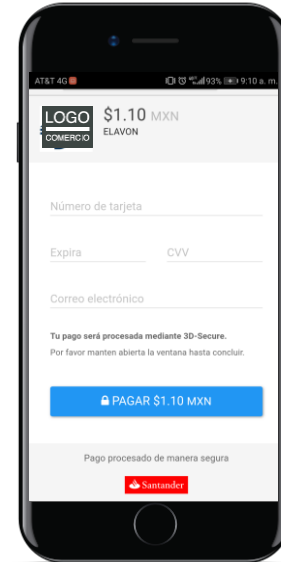 AT&T 4G 93% 9:10 a. m.
LOGO
COMERCIO
$1.10 MXN
ELAVON
Número de tarjeta
Expira CVV
Correo electrónico
Tu pago será procesada mediante 3D-Secure.
Por favor manten abierta la ventana hasta concluir.
PAGAR $1.10 MXN
Pago procesado de manera segura
Santander